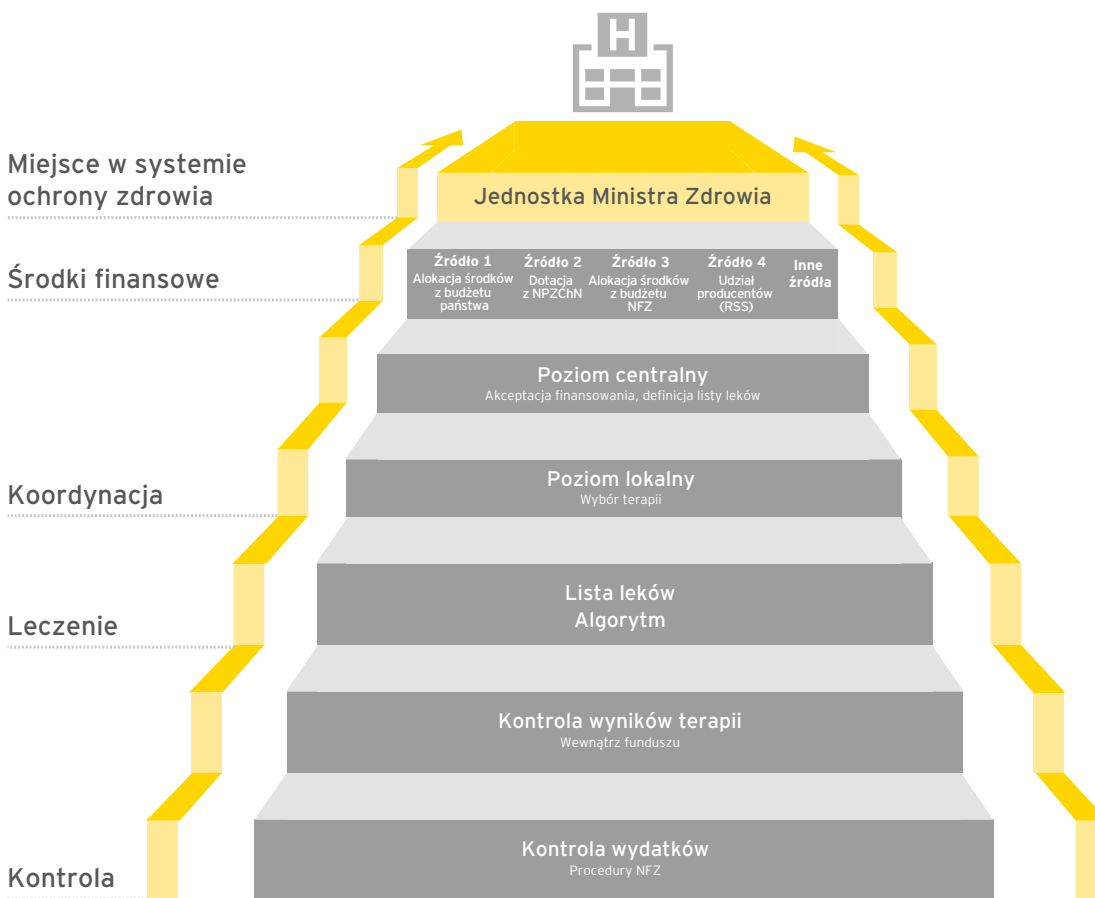 H
Miejsce w systemie
ochrony zdrowia
Jednostka Ministra Zdrowia
Środki finansowe
Źródło 1
Alokacja środków
z budżetu
państwa
Źródło 2
Dotacja
z NPZChN
Źródło 3
Alokacja środków
z budżetu
NFZ
Źródło 4
Udział
producentów
(RSS)
Inne
źródła
Poziom centralny
Akceptacja finansowania, definicja listy leków
Koordynacja
Poziom lokalny
Wybór terapii
Leczenie
Lista leków
Algorytm
Kontrola wyników terapii
Wewnątrz funduszu
Kontrola
Kontrola wydatków
Procedury NFZ